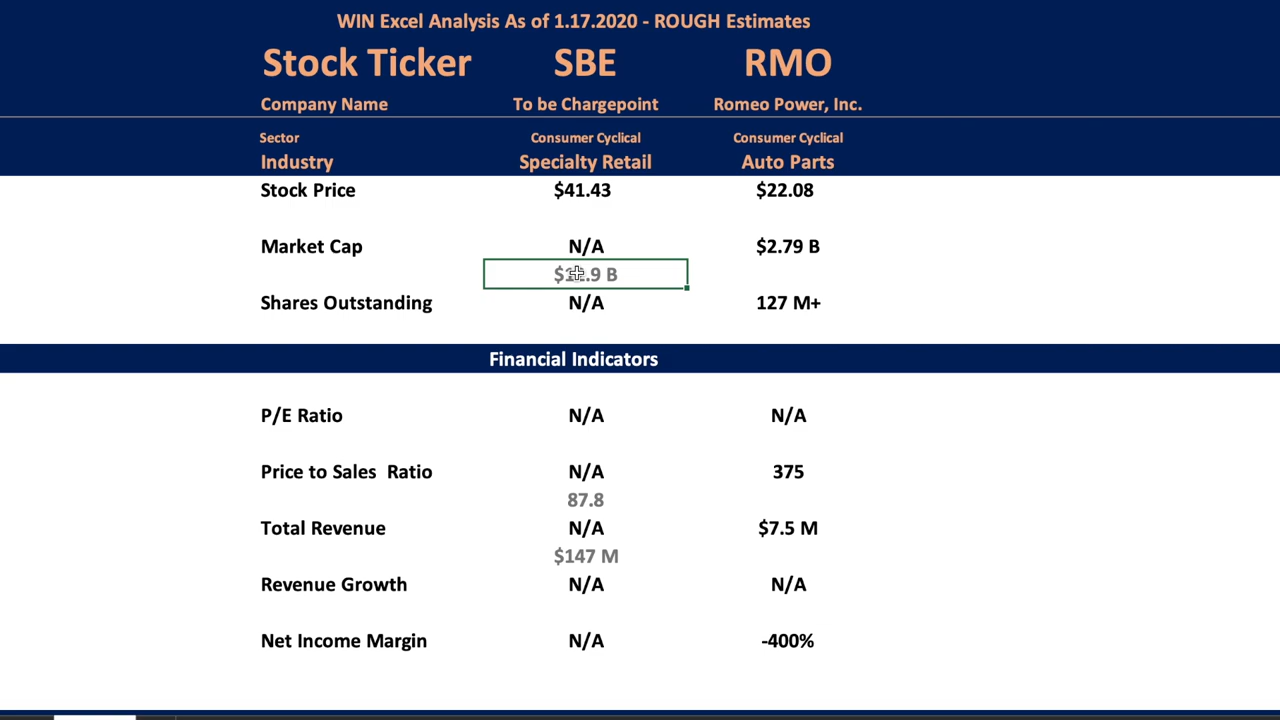 WIN Excel Analysis As of 1.17.2020 - ROUGH Estimates
Stock Ticker SBE RMO
Company Name To be Chargepoint Romeo Power, Inc.
Sector Consumer Cyclical Consumer Cyclical
Industry Specialty Retail Auto Parts
Stock Price $41.43 $22.08
Market Cap N/A $2.79 B
Shares Outstanding N/A 127 M+
Financial Indicators
P/E Ratio N/A N/A
Price to Sales Ratio N/A 375
87.8
Total Revenue N/A $7.5 M
$147 M
Revenue Growth N/A N/A
Net Income Margin N/A -400%